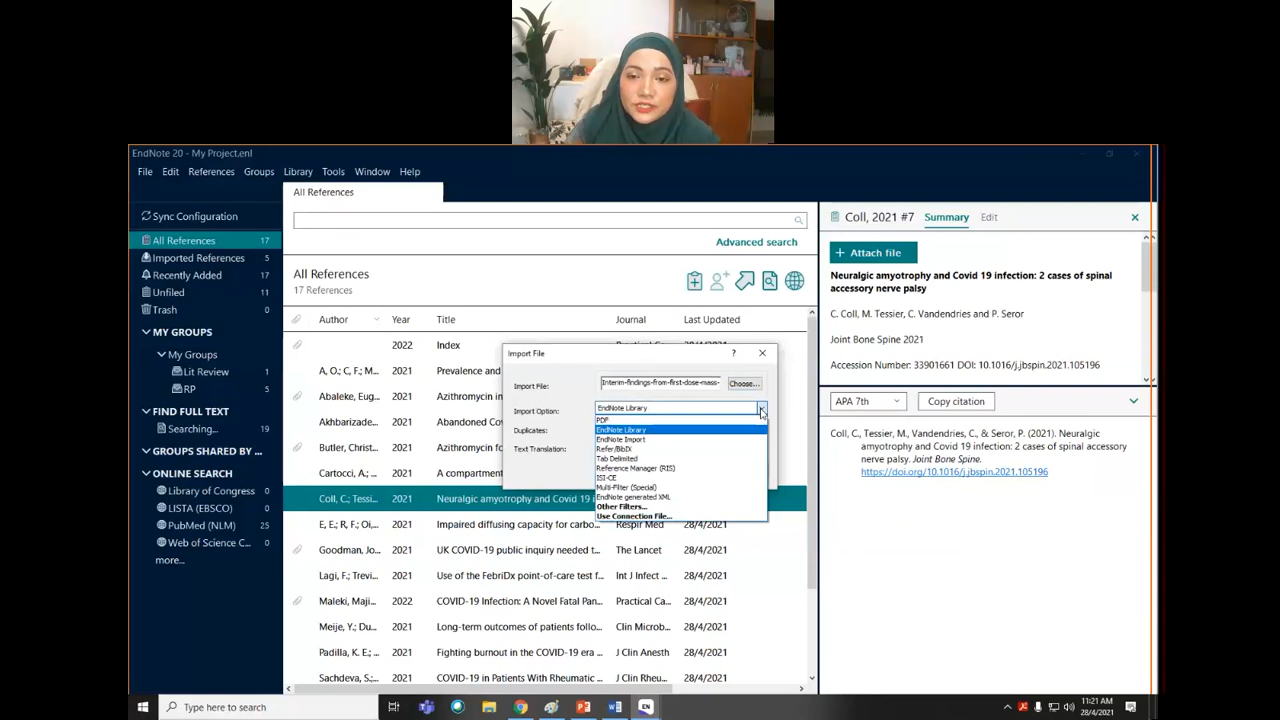 EndNote 20 - My Project.enl
File Edit References Groups Library Tools Window Help
All References
Sync Configuration
All References 17
Imported References 5
Recently Added 17
Unfiled 11
Trash 0
MY GROUPS
My Groups
Lit Review 1
RP 5
FIND FULL TEXT
Searching... 19
GROUPS SHARED BY ...
ONLINE SEARCH
Library of Congress 0
LISTA (EBSCO) 0
PubMed (NLM) 25
Web of Science C... 0
more...
Advanced search
All References
17 References
Author Year Title Journal Last Updated
2022 Index
A, O.; C, F.; M... 2021 Prevalence
Abaleke, E.; ... 2021 Azithromycin i
Akhbarizade... 2021 Abandoned Cov
Butler, Christ... 2021 Azithromycin fo
Cartocci, A.; ... 2021 A compartment
Coll, C.; Tessi... 2021 Neuralgic amyotrophy and Covid 19 i
E, E.; R, F.; Oi,... 2021 Impaired diffusing capacity for carbo... Respir Med 28/4/2021
Goodman, Jo... 2021 UK COVID-19 public inquiry needed t... The Lancet 28/4/2021
Lagi, F.; Trevi... 2021 Use of the FebriDx point-of-care test f... Int J Infect ... 28/4/2021
Maleki, Maji... 2022 COVID-19 Infection: A Novel Fatal Pan... Practical Ca... 28/4/2021
Meije, Y.; Du... 2021 Long-term outcomes of patients follo... Clin Microb... 28/4/2021
Padilla, K. E.... 2021 Fighting burnout in the COVID-19 era ... J Clin Anesth 28/4/2021
Sachdeva, S.;... 2021 COVID-19 in Patients With Rheumatic ... J Clin Rheu... 28/4/2021
Import File ?
Import File: Interim-findings-from-first-dose-mass- Choose...
Import Option: EndNote Library
Duplicates:
Text Translation:
PDF
EndNote Library
EndNote Import
Refer/BibIX
Tab Delimited
Reference Manager (RIS)
ISI-CE
Multi-Filter (Special)
EndNote generated XML
Other Filters...
Use Connection File...
Coll, 2021 #7 Summary Edit
+ Attach file
Neuralgic amyotrophy and Covid 19 infection: 2 cases of spinal
accessory nerve palsy
C. Coll, M. Tessier, C. Vandendries and P. Seror
Joint Bone Spine 2021
Accession Number: 33901661 DOI: 10.1016/j.jbspin.2021.105196
APA 7th Copy citation
Coll, C., Tessier, M., Vandendries, C., & Seror, P. (2021). Neuralgic
amyotrophy and Covid 19 infection: 2 cases of spinal accessory
nerve palsy. Joint Bone Spine.
https://doi.org/10.1016/j.jbspin.2021.105196
Type here to search
11:21 AM
28/4/2021